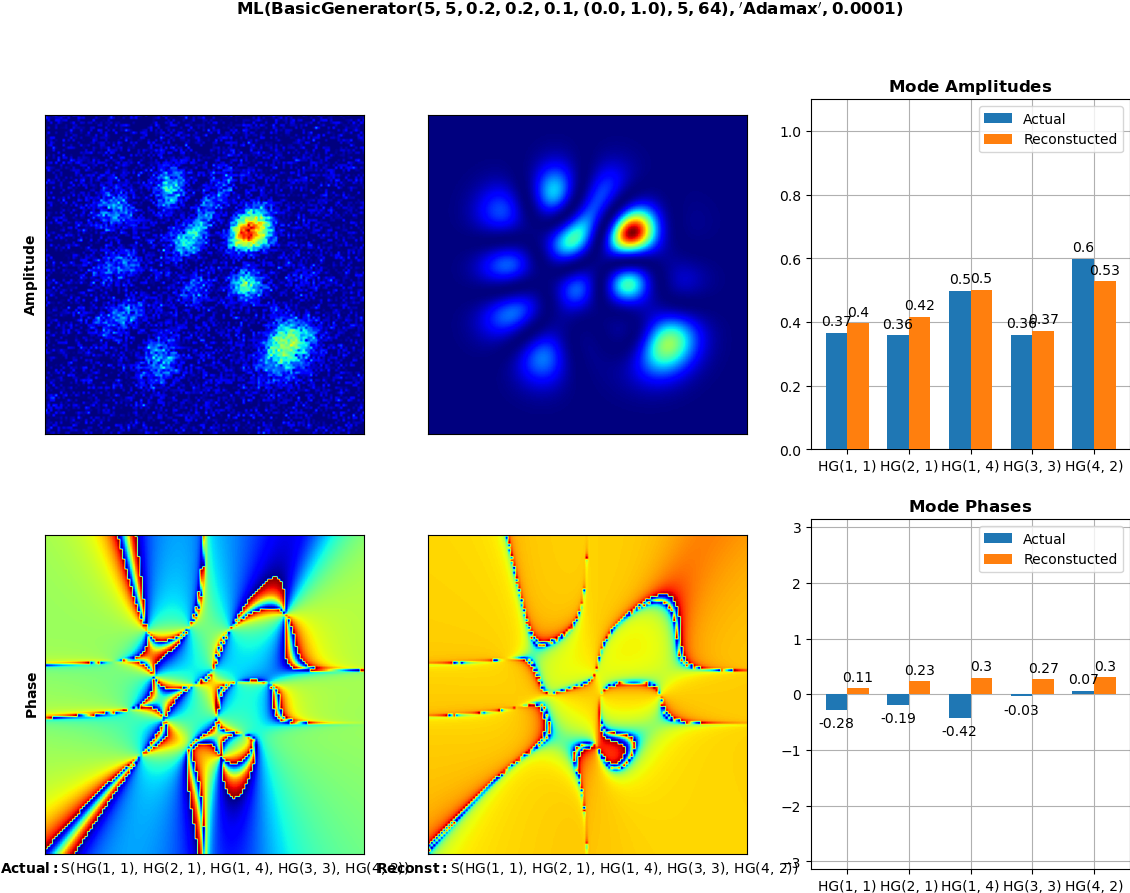 ML(BasicGenerator(5, 5, 0.2, 0.2, 0.1, (0.0, 1.0), 5, 64), ′Adamax′, 0.0001)
Mode Amplitudes
Actual
Reconstucted
1.0
0.8
0.6
0.4
0.2
0.0
0.37
0.4
0.36
0.42
0.5
0.5
0.36
0.37
0.6
0.53
HG(1, 1) HG(2, 1) HG(1, 4) HG(3, 3) HG(4, 2)
Amplitude
Mode Phases
Actual
Reconstucted
3
2
1
0
−1
−2
−3
-0.28
0.11
-0.19
0.23
-0.42
0.3
-0.03
0.27
0.07
0.3
HG(1, 1) HG(2, 1) HG(1, 4) HG(3, 3) HG(4, 2)
Phase
Actual: S(HG(1, 1), HG(2, 1), HG(1, 4), HG(3, 3), HG(4, 2))
Reconst: S(HG(1, 1), HG(2, 1), HG(1, 4), HG(3, 3), HG(4, 2))